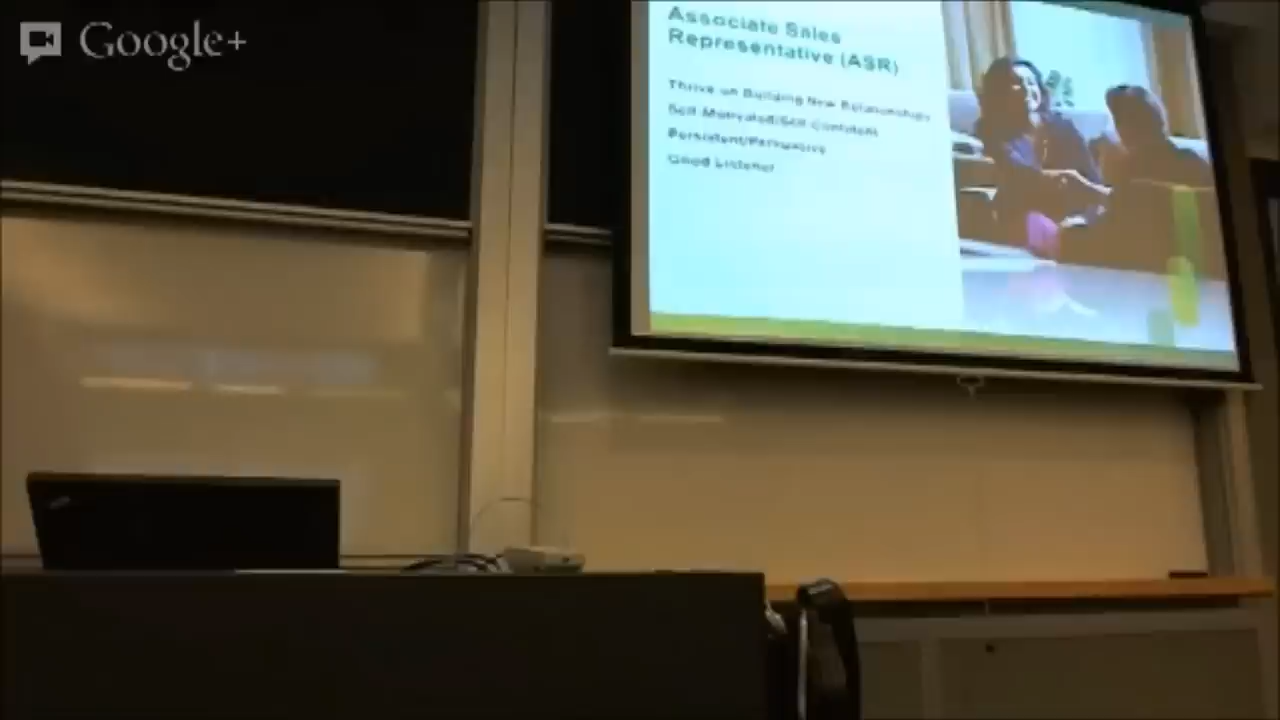 Google+
Associate Sales
Representative (ASR)
Thrive on Building New Relationships
Self-Motivated/Self-Confident
Persistent/Persuasive
Good Listener